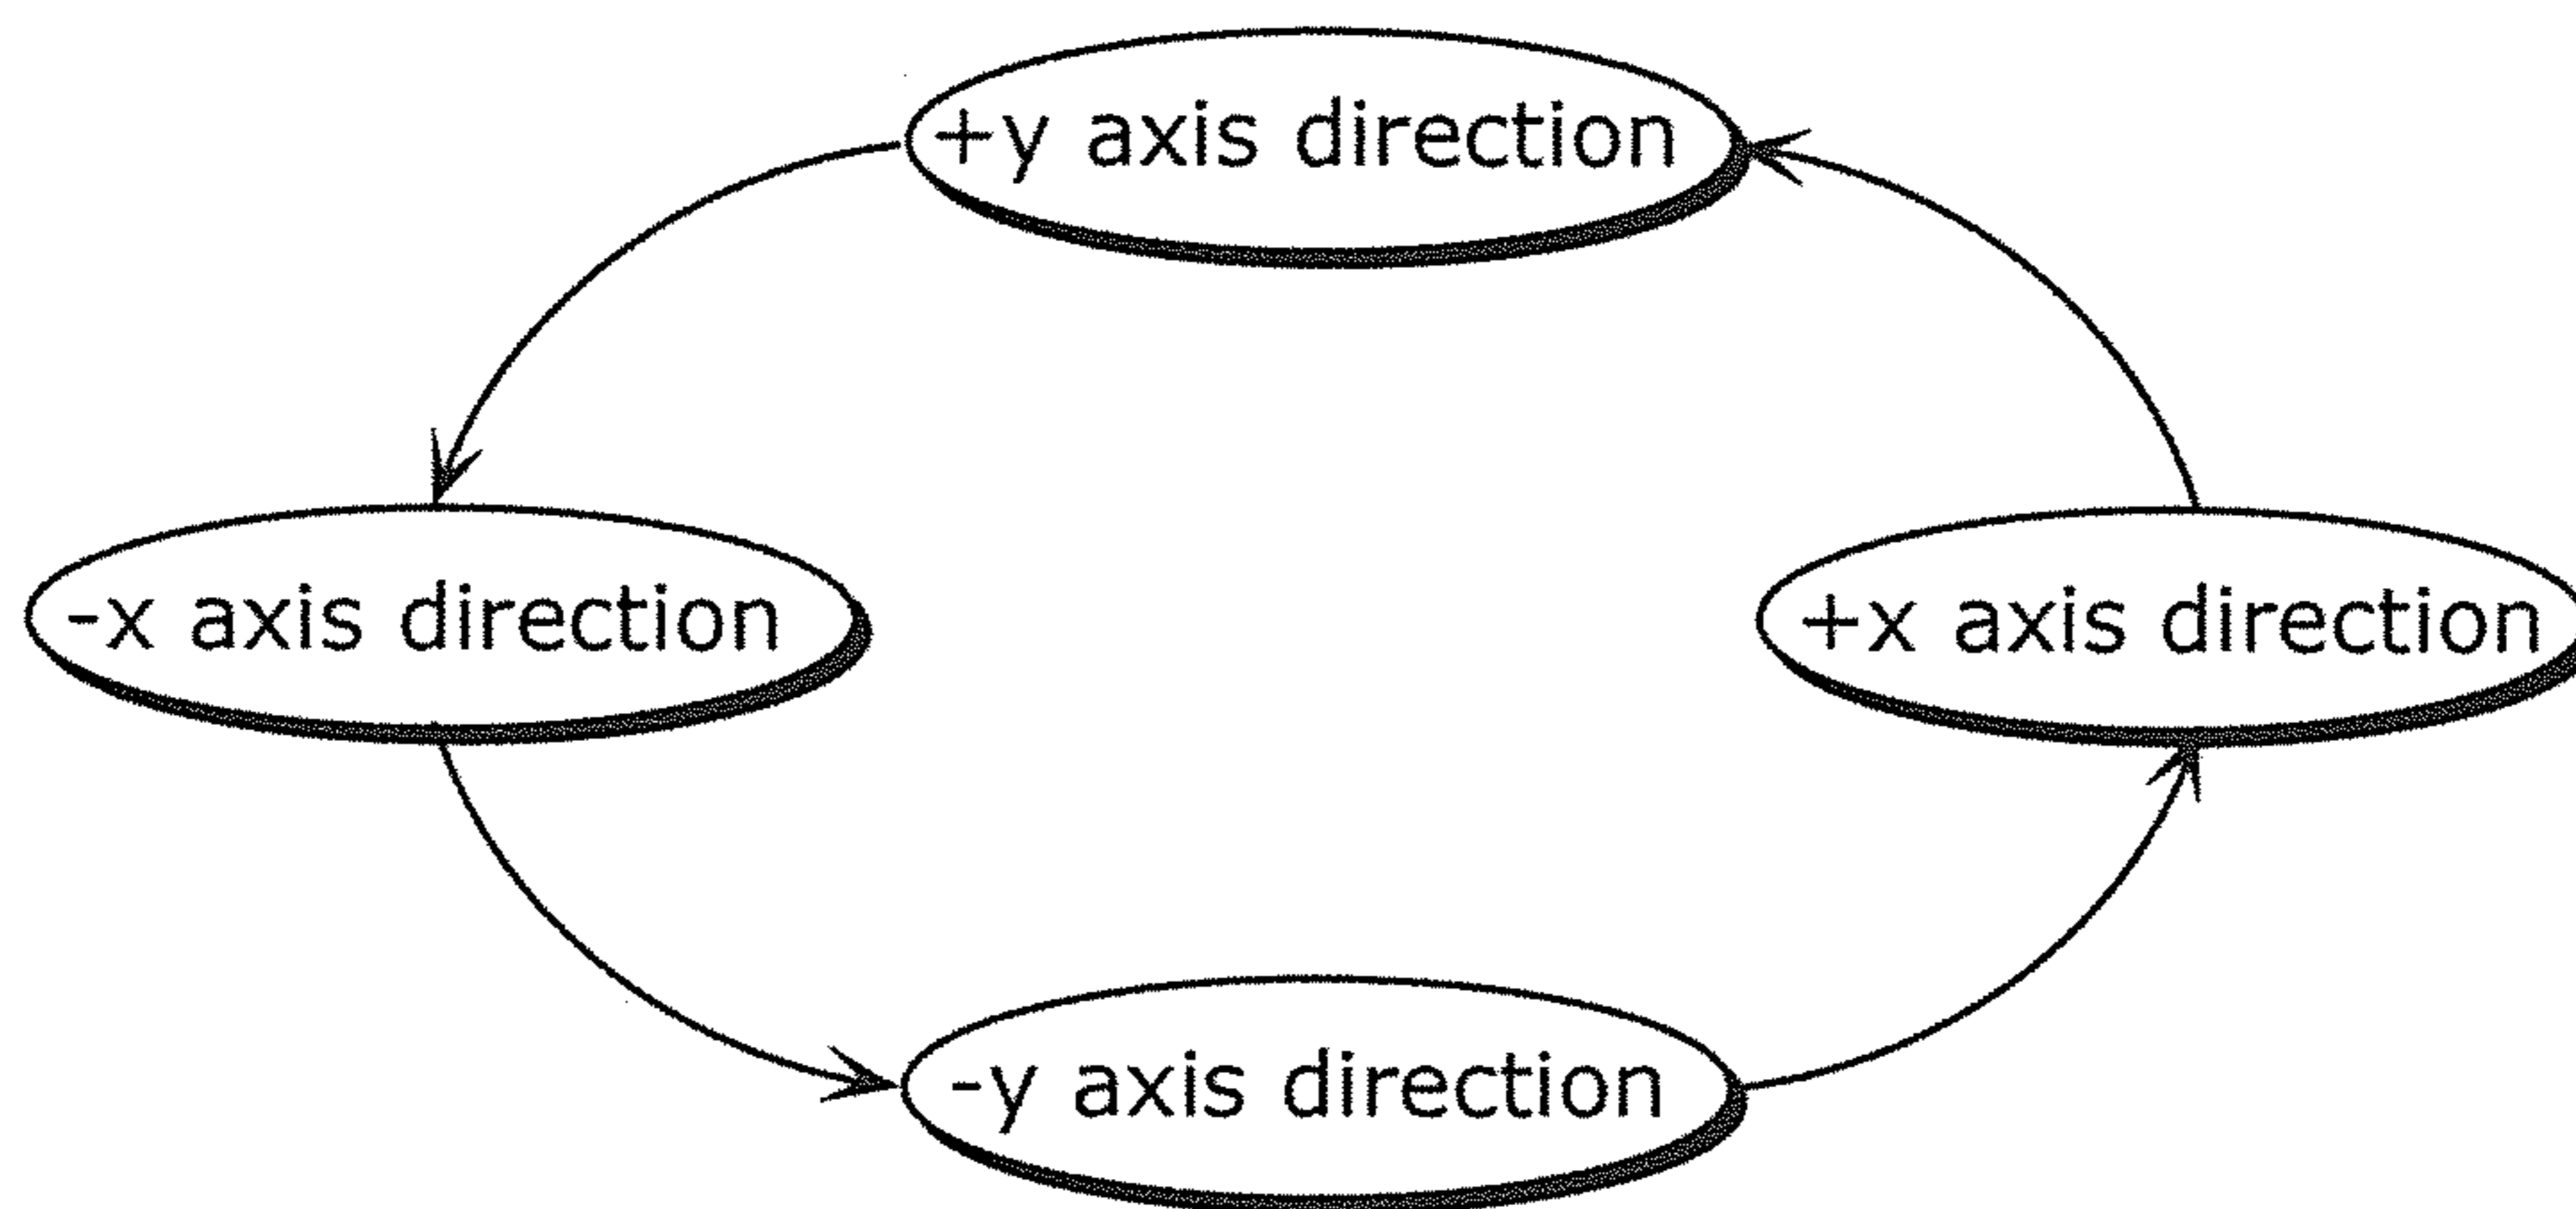 +y axis direction
-x axis direction
+x axis direction
-y axis direction